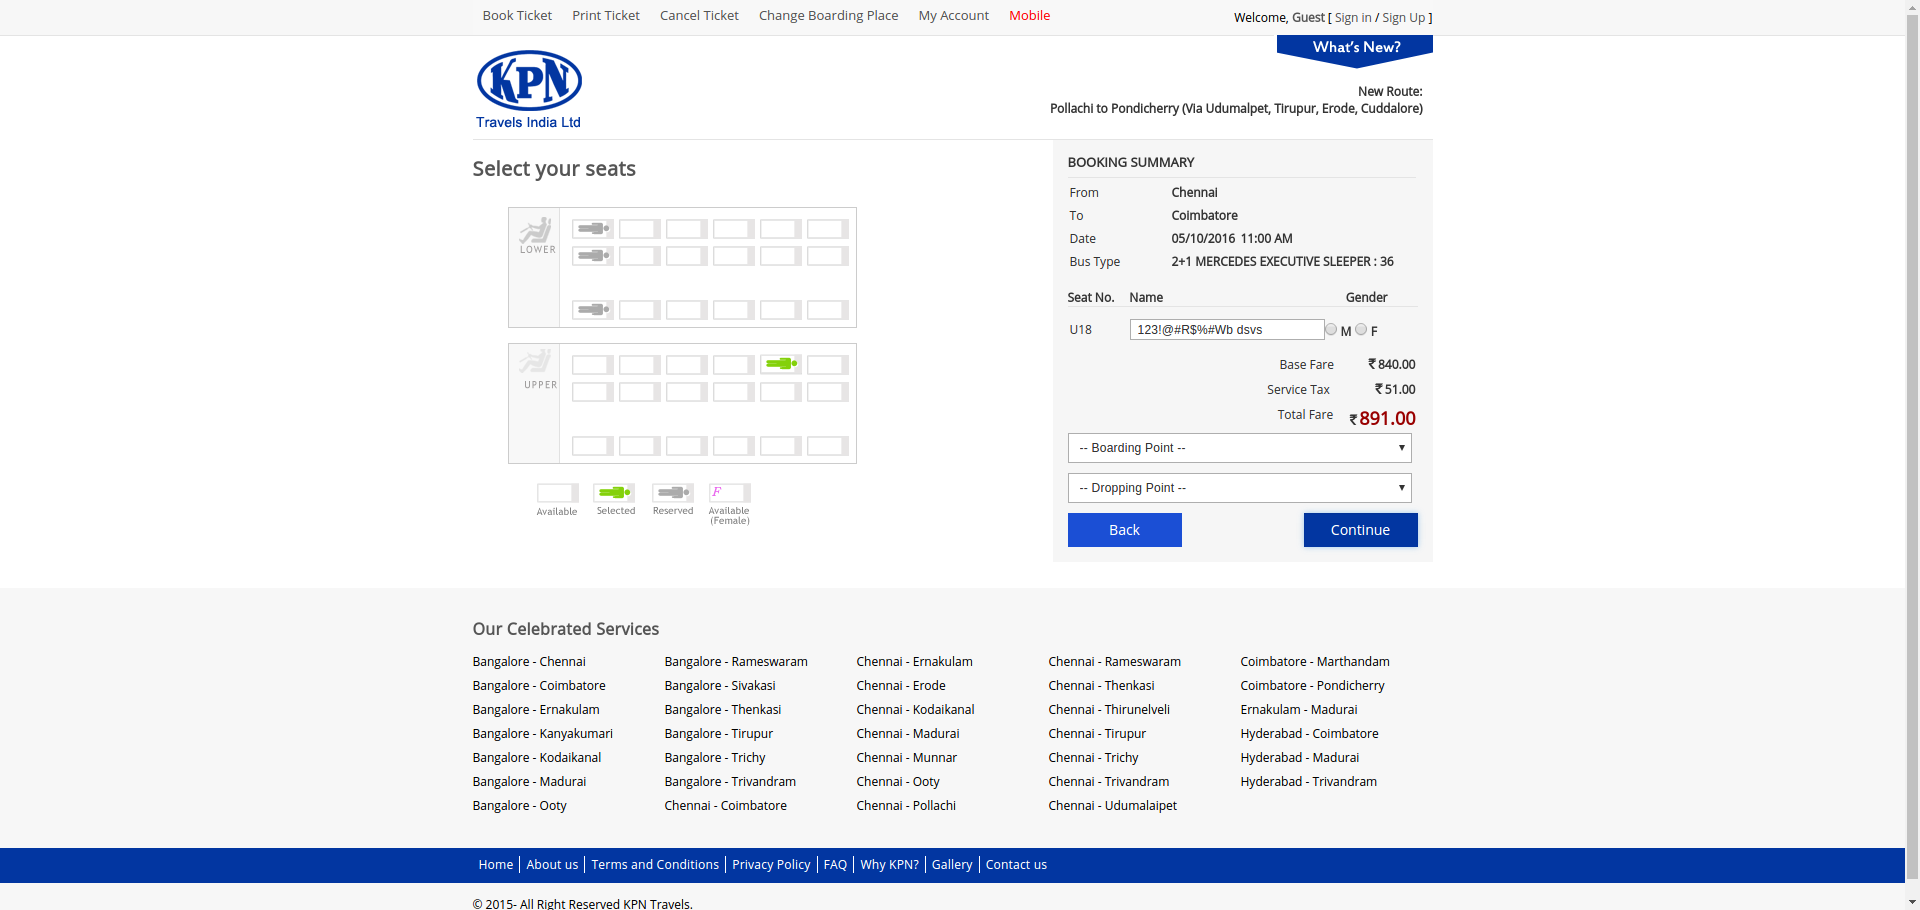 Book Ticket Print Ticket Cancel Ticket Change Boarding Place My Account Mobile
Welcome, Guest [ Sign in / Sign Up ]
What's New?
KPN
Travels India Ltd
New Route:
Pollachi to Pondicherry (Via Udumalpet, Tirupur, Erode, Cuddalore)
Select your seats
LOWER
UPPER
Available
Selected
Reserved
F
Available
(Female)
BOOKING SUMMARY
From Chennai
To Coimbatore
Date 05/10/2016 11:00 AM
Bus Type 2+1 MERCEDES EXECUTIVE SLEEPER : 36
Seat No. Name Gender
U18 123!@#R$%#Wb dsvs M F
Base Fare ₹ 840.00
Service Tax ₹ 51.00
Total Fare ₹ 891.00
-- Boarding Point --
-- Dropping Point --
Back Continue
Our Celebrated Services
Bangalore - Chennai Bangalore - Rameswaram Chennai - Ernakulam Chennai - Rameswaram Coimbatore - Marthandam
Bangalore - Coimbatore Bangalore - Sivakasi Chennai - Erode Chennai - Thenkasi Coimbatore - Pondicherry
Bangalore - Ernakulam Bangalore - Thenkasi Chennai - Kodaikanal Chennai - Thirunelveli Ernakulam - Madurai
Bangalore - Kanyakumari Bangalore - Tirupur Chennai - Madurai Chennai - Tirupur Hyderabad - Coimbatore
Bangalore - Kodaikanal Bangalore - Trichy Chennai - Munnar Chennai - Trichy Hyderabad - Madurai
Bangalore - Madurai Bangalore - Trivandram Chennai - Ooty Chennai - Trivandram Hyderabad - Trivandram
Bangalore - Ooty Chennai - Coimbatore Chennai - Pollachi Chennai - Udumalaipet
Home About us Terms and Conditions Privacy Policy FAQ Why KPN? Gallery Contact us
© 2015- All Right Reserved KPN Travels.